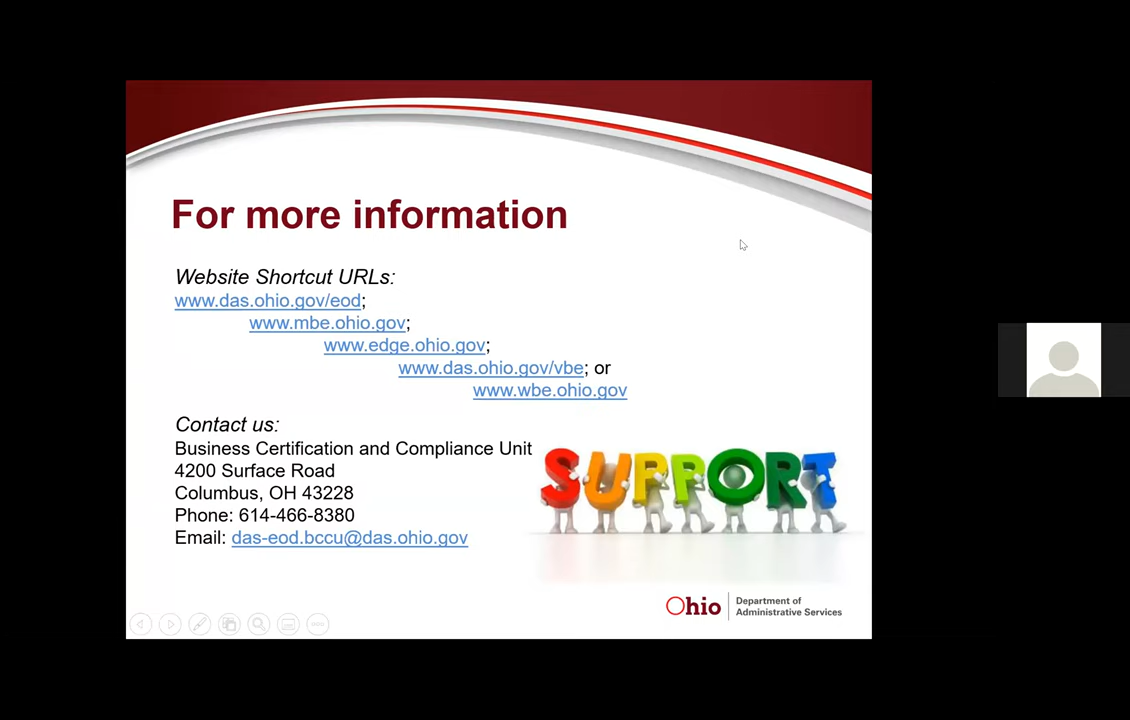 For more information
Website Shortcut URLs:
www.das.ohio.gov/eod;
www.mbe.ohio.gov;
www.edge.ohio.gov;
www.das.ohio.gov/vbe; or
www.wbe.ohio.gov
Contact us:
Business Certification and Compliance Unit
4200 Surface Road
Columbus, OH 43228
Phone: 614-466-8380
Email: das-eod.bccu@das.ohio.gov
SUPPORT
Ohio
Department of
Administrative Services